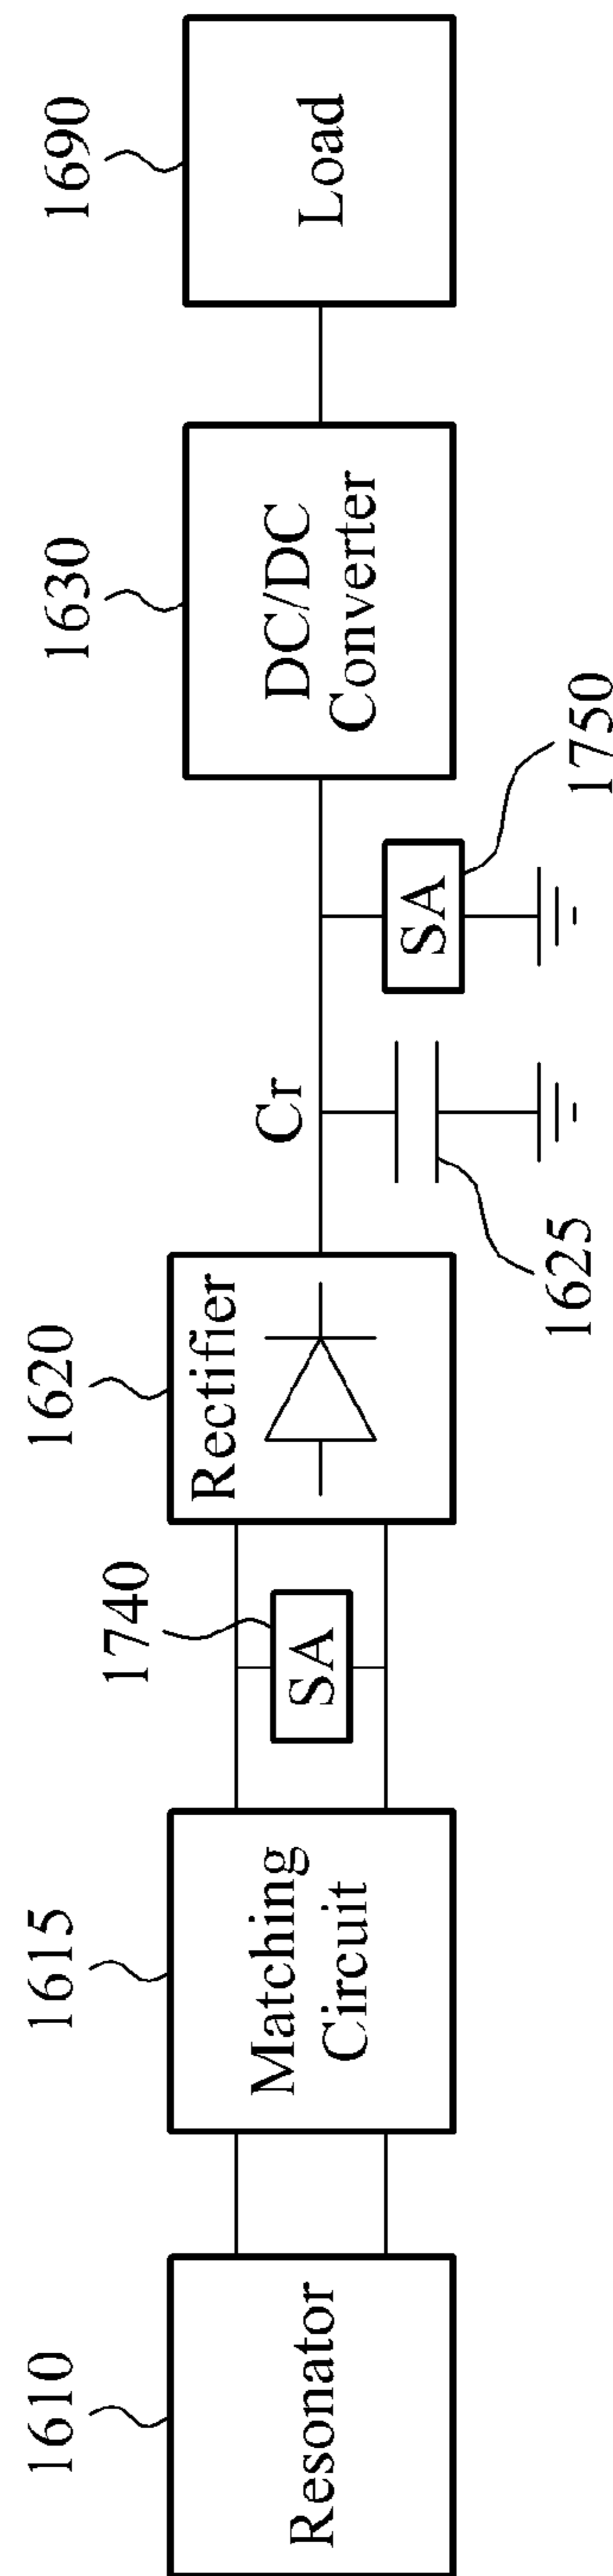 1610
Resonator
1615
Matching
Circuit
1740
SA
1620
Rectifier
Cr
1625
SA
1750
1630
DC/DC
Converter
1690
Load